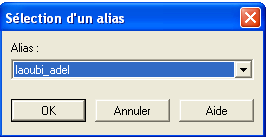 Sélection d'un alias
Alias :
laoubi_adel
OK Annuler Aide